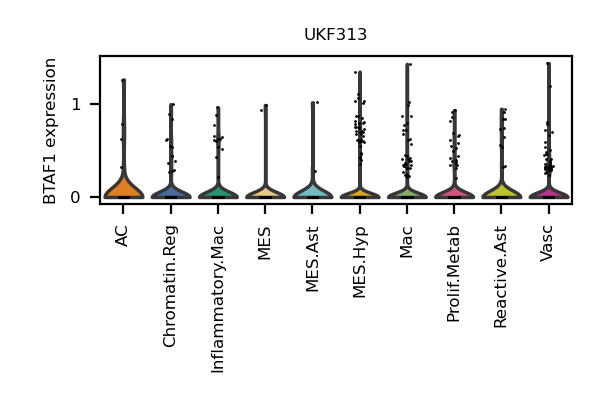 UKF313
BTAF1 expression
1
0
AC
Chromatin.Reg
Inflammatory.Mac
MES
MES.Ast
MES.Hyp
Mac
Prolif.Metab
Reactive.Ast
Vasc